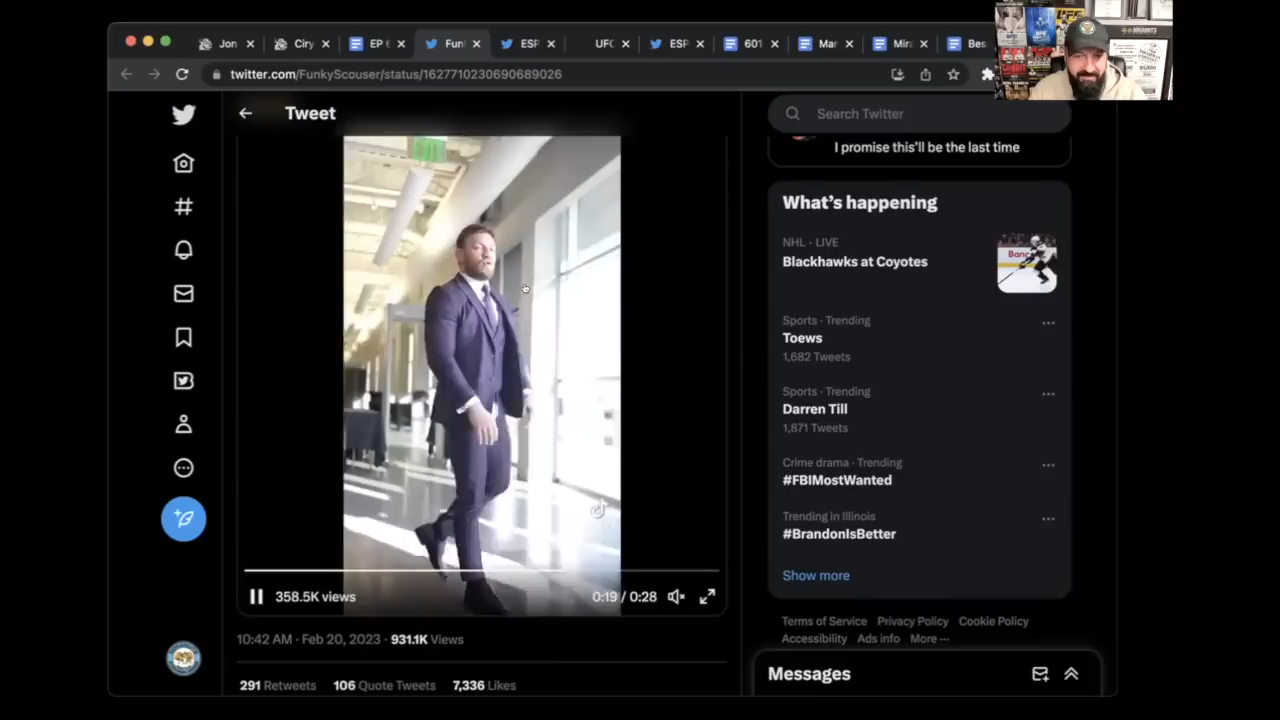 Jon
Ciry
EP 6
Fun
ESP
UFC
ESP
601
Mar
Mira
Bes
twitter.com/FunkyScouser/status/1627710230690689026
Tweet
Search Twitter
I promise this'll be the last time
What's happening
NHL · LIVE
Blackhawks at Coyotes
Sports · Trending
Toews
1,682 Tweets
Sports · Trending
Darren Till
1,871 Tweets
Crime drama · Trending
#FBIMostWanted
Trending in Illinois
#BrandonIsBetter
Show more
358.5K views
0:19 / 0:28
10:42 AM · Feb 20, 2023 · 931.1K Views
291 Retweets 106 Quote Tweets 7,336 Likes
Terms of Service Privacy Policy Cookie Policy
Accessibility Ads info More ···
Messages